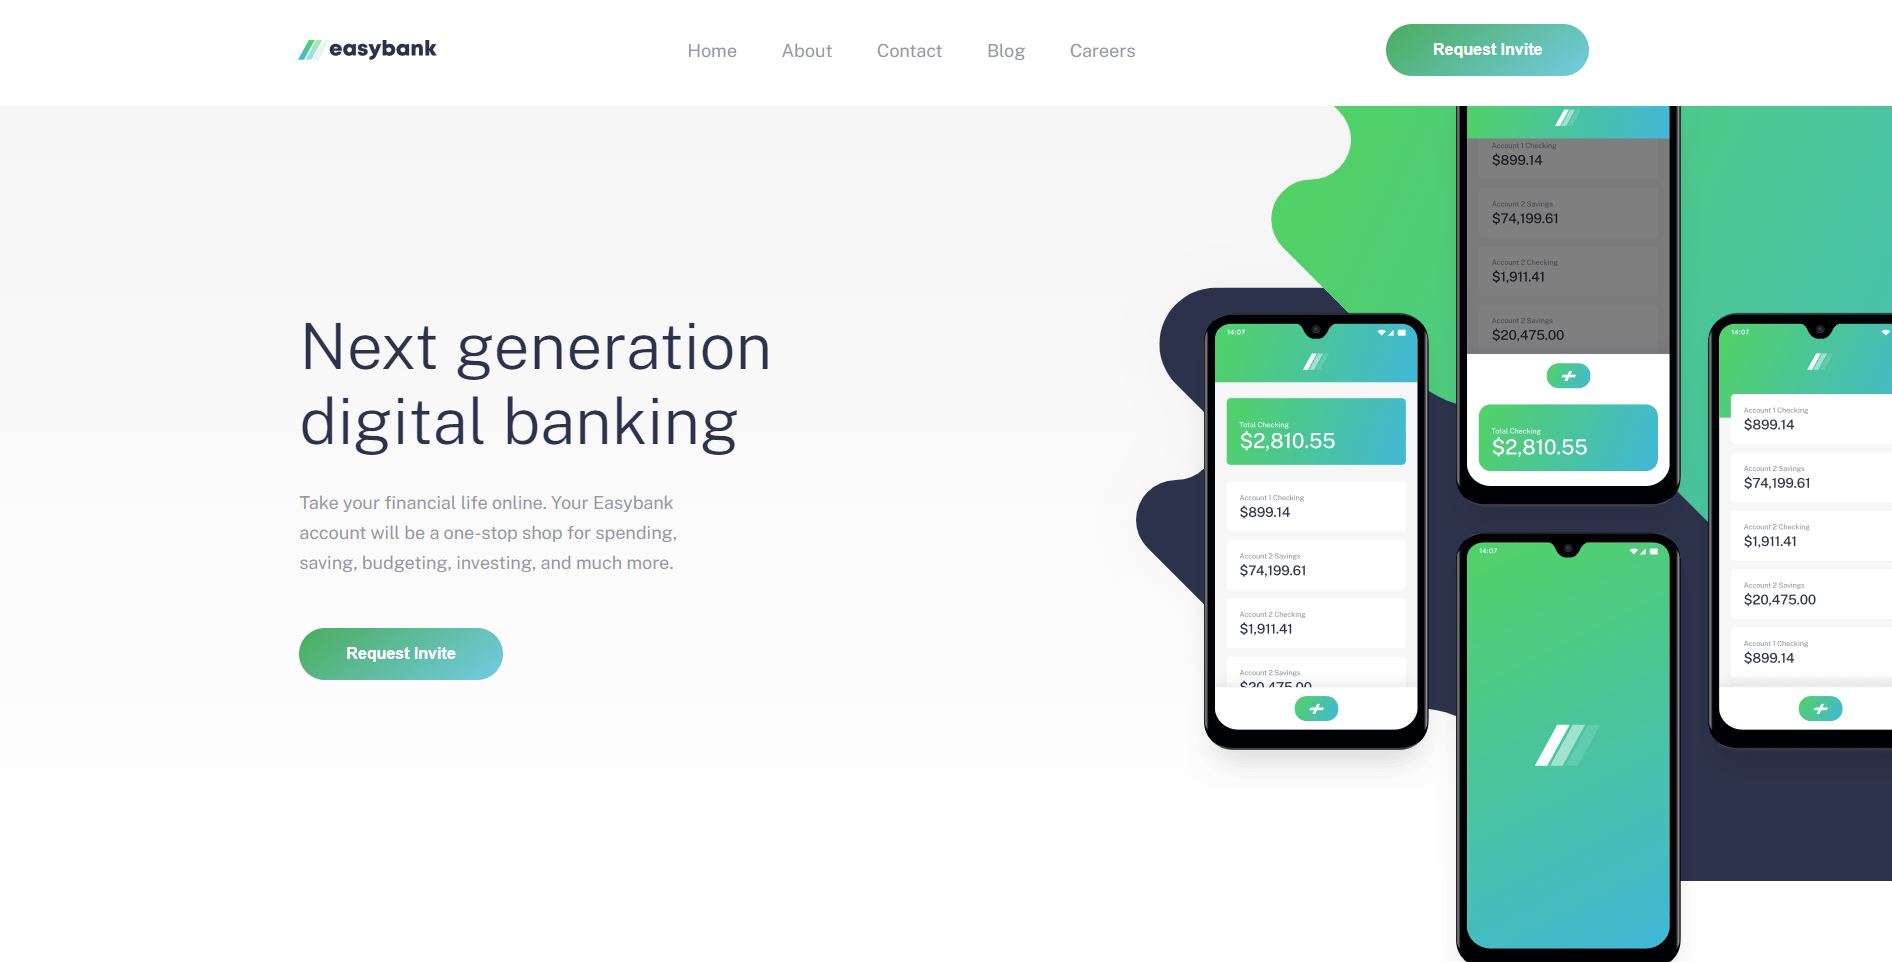 easybank
Home
About
Contact
Blog
Careers
Request Invite
Next generation
digital banking
Take your financial life online. Your Easybank
account will be a one-stop shop for spending,
saving, budgeting, investing, and much more.
Request Invite
Account 1 Checking
$899.14
Account 2 Savings
$74,199.61
Account 2 Checking
$1,911.41
Account 2 Savings
$20,475.00
Total Checking
$2,810.55
14:07
Total Checking
$2,810.55
Account 1 Checking
$899.14
Account 2 Savings
$74,199.61
Account 2 Checking
$1,911.41
Account 2 Savings
$20,475.00
14:07
14:07
Account 1 Checking
$899.14
Account 2 Savings
$74,199.61
Account 2 Checking
$1,911.41
Account 2 Savings
$20,475.00
Account 1 Checking
$899.14